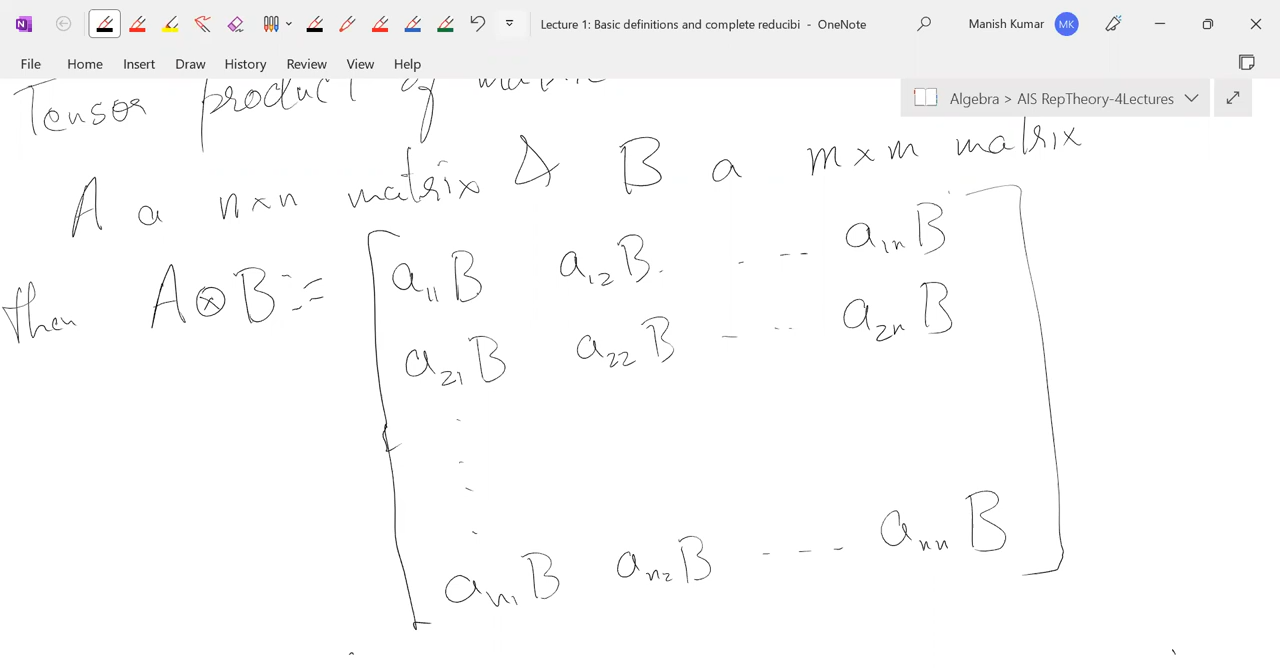 Lecture 1: Basic definitions and complete reducibi - OneNote
Manish Kumar MK
File Home Insert Draw History Review View Help
Algebra > AIS RepTheory-4Lectures
Tensor product of
A a n×n matrix & B a m×m matrix
then A⊗B :=
a₁₁B a₁₂B. - -- a₁ₙB
a₂₁B a₂₂B - -- a₂ₙB
aₙ₁B aₙ₂B - - - aₙₙB